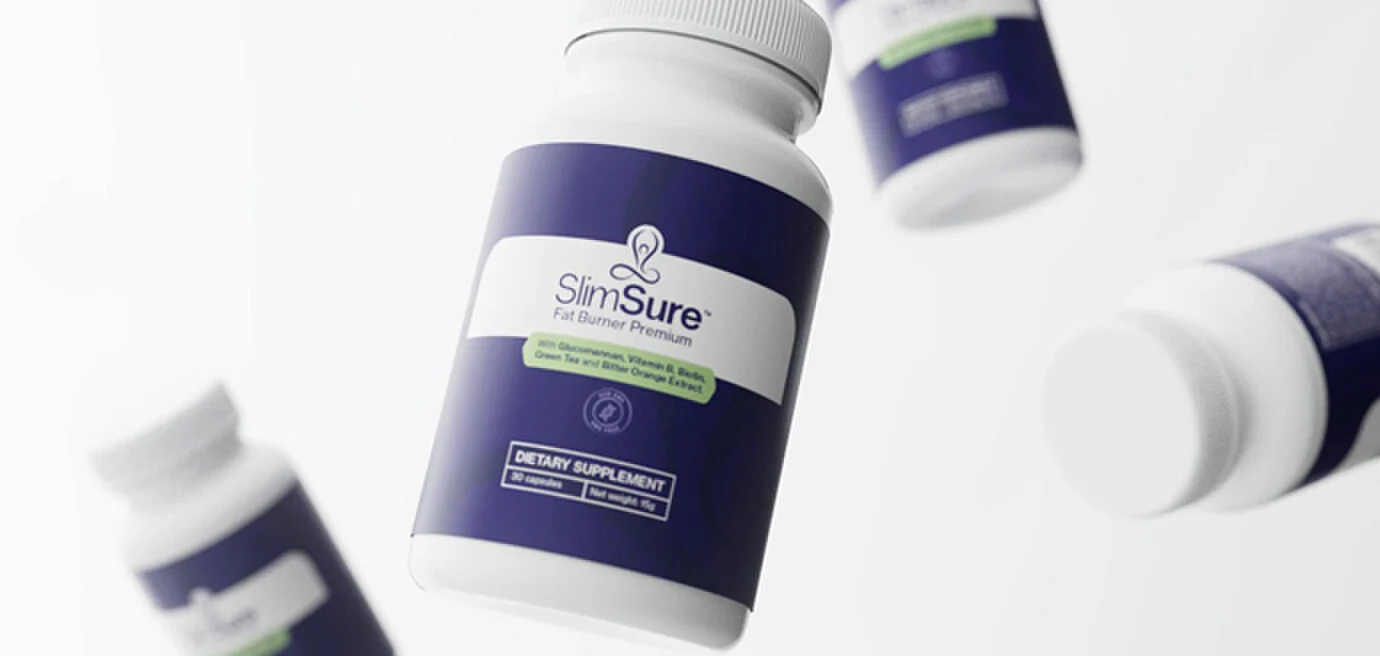 SlimSure™
Fat Burner Premium
With Glucomannan, Vitamin B, Biotin,
Green Tea and Bitter Orange Extract.
DIETARY SUPPLEMENT
30 capsules
Net weight: 15g